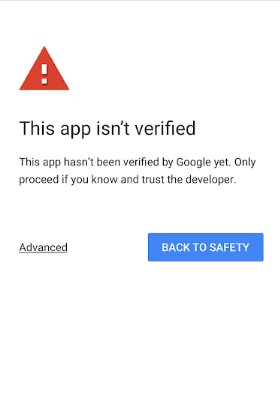 This app isn't verified
This app hasn't been verified by Google yet. Only
proceed if you know and trust the developer.
Advanced
BACK TO SAFETY